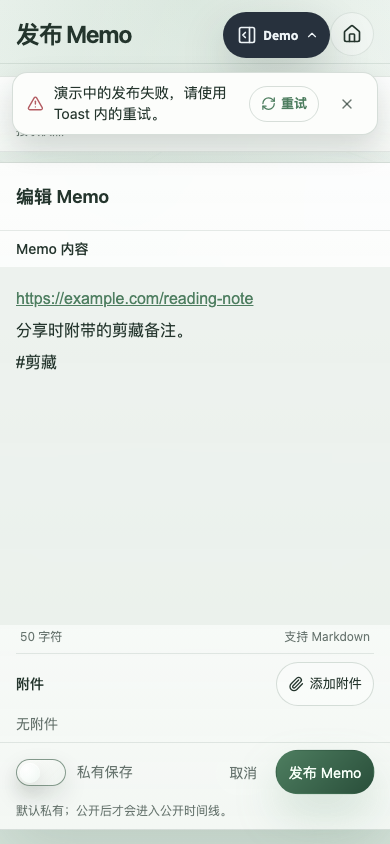 发布 Memo
Demo
演示中的发布失败，请使用
Toast 内的重试。
重试
编辑 Memo
Memo 内容
https://example.com/reading-note
分享时附带的剪藏备注。
#剪藏
50 字符
支持 Markdown
附件
添加附件
无附件
私有保存
取消
发布 Memo
默认私有；公开后才会进入公开时间线。